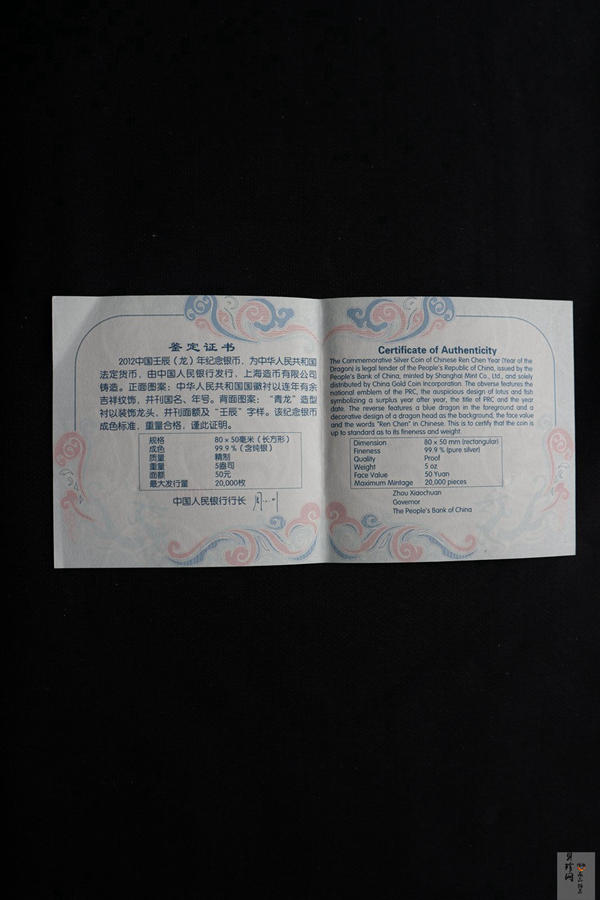 鉴定证书
2012中国壬辰（龙）年纪念银币，为中华人民共和国
法定货币，由中国人民银行发行，上海造币有限公司
铸造。正面图案：中华人民共和国国徽衬以连年有余
吉祥纹饰，并刊国名、年号。背面图案：“青龙”造型
衬以装饰龙头，并刊面额及“壬辰”字样。该纪念银币
成色标准，重量合格，谨此证明。
规格 80×50毫米（长方形）
成色 99.9％（含纯银）
质量 精制
重量 5盎司
面额 50元
最大发行量 20,000枚
中国人民银行行长
Certificate of Authenticity
The Commemorative Silver Coin of Chinese Ren Chen Year (Year of the
Dragon) is legal tender of the People's Republic of China, issued by the
People's Bank of China, minted by Shanghai Mint Co., Ltd., and solely
distributed by China Gold Coin Incorporation. The obverse features the
national emblem of the PRC, the auspicious design of lotus and fish
symbolizing a surplus year after year, the title of PRC and the year
date. The reverse features a blue dragon in the foreground and a
decorative design of a dragon head as the background, the face value
and the words "Ren Chen" in Chinese. This is to certify that the coin is
up to standard as to its fineness and weight.
Dimension 80 x 50 mm (rectangular)
Fineness 99.9 % (pure silver)
Quality Proof
Weight 5 oz
Face Value 50 Yuan
Maximum Mintage 20,000 pieces
Zhou Xiaochuan
Governor
The People's Bank of China